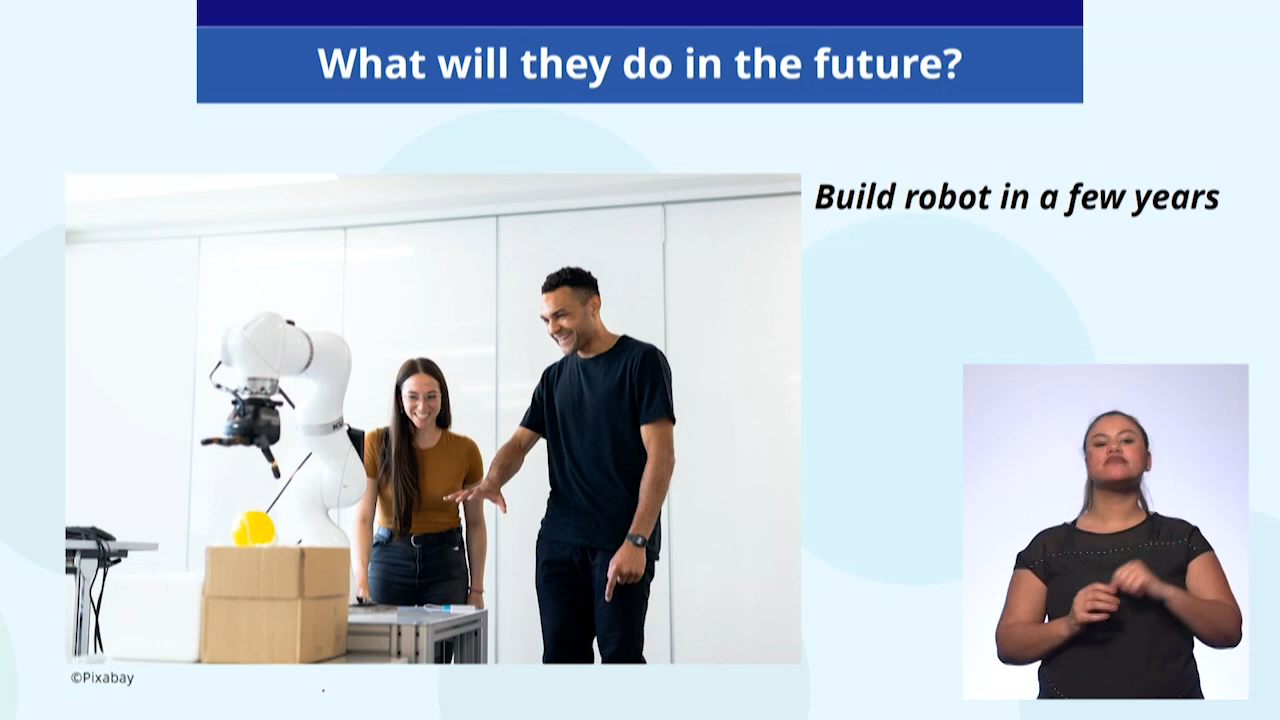 What will they do in the future?
Build robot in a few years
©Pixabay